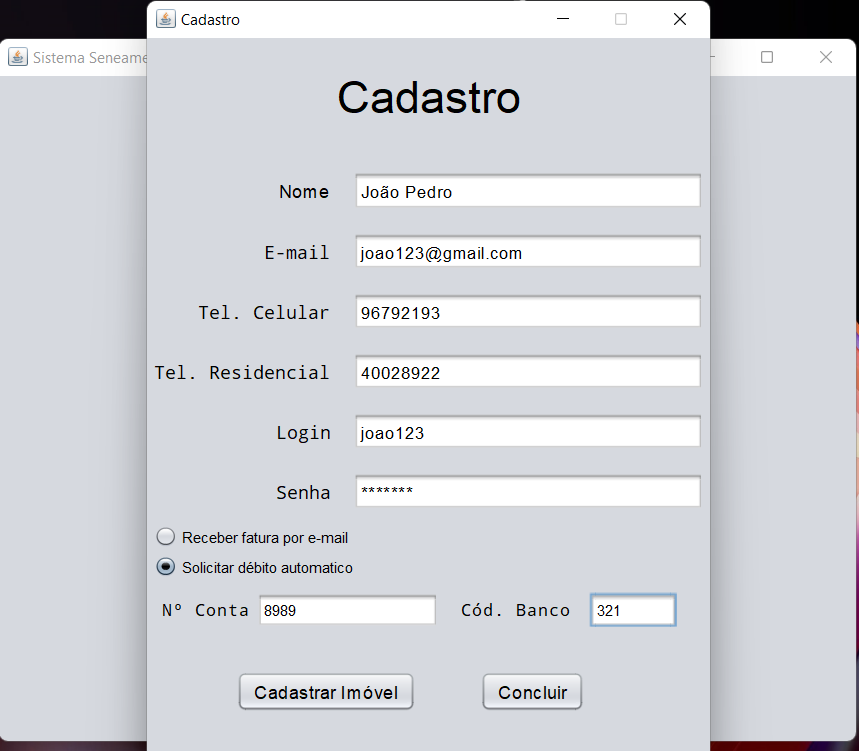 Cadastro
Sistema Seneame
Cadastro
Nome João Pedro
E-mail joao123@gmail.com
Tel. Celular 96792193
Tel. Residencial 40028922
Login joao123
Senha *******
Receber fatura por e-mail
Solicitar débito automatico
Nº Conta 8989 Cód. Banco 321
Cadastrar Imóvel Concluir